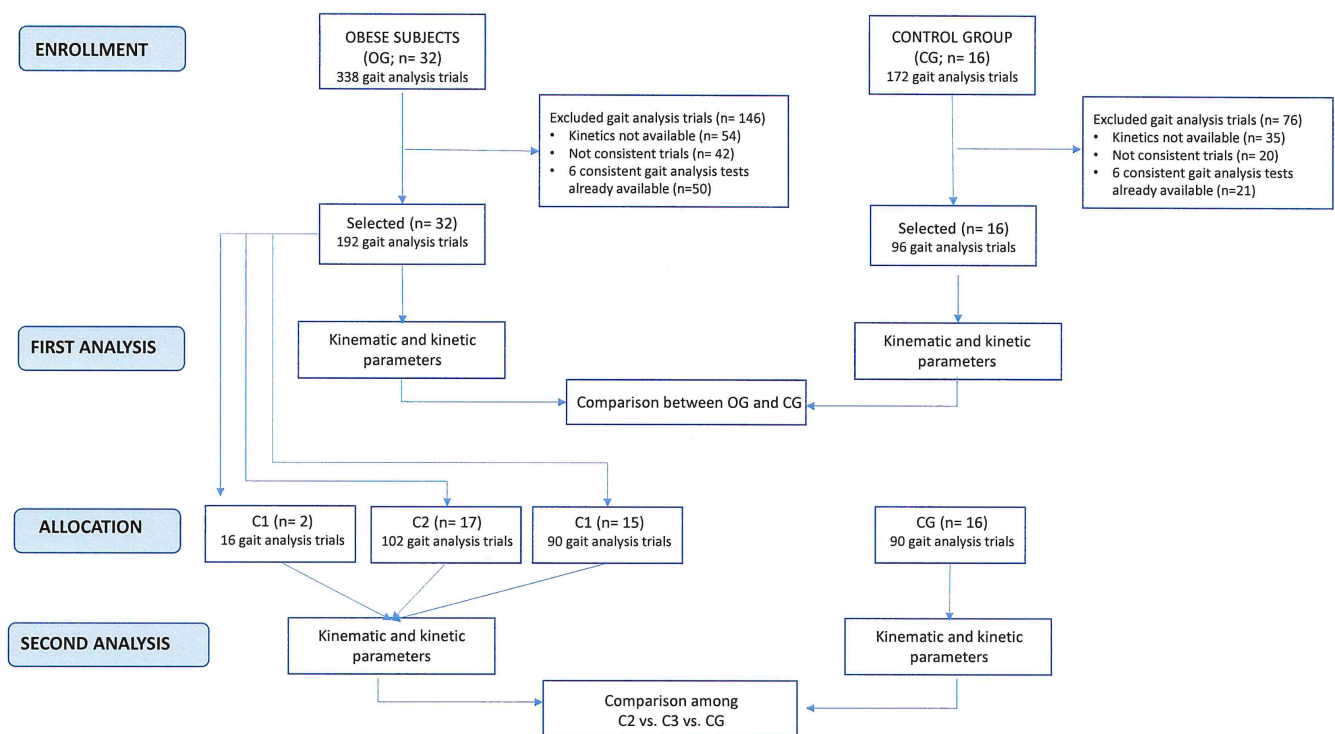 ENROLLMENT
OBESE SUBJECTS
(OG; n= 32)
338 gait analysis trials
CONTROL GROUP
(CG; n= 16)
172 gait analysis trials
Excluded gait analysis trials (n= 146)
• Kinetics not available (n= 54)
• Not consistent trials (n= 42)
• 6 consistent gait analysis tests
already available (n=50)
Excluded gait analysis trials (n= 76)
• Kinetics not available (n= 35)
• Not consistent trials (n= 20)
• 6 consistent gait analysis tests
already available (n=21)
Selected (n= 32)
192 gait analysis trials
Selected (n= 16)
96 gait analysis trials
FIRST ANALYSIS
Kinematic and kinetic
parameters
Kinematic and kinetic
parameters
Comparison between OG and CG
ALLOCATION
C1 (n= 2)
16 gait analysis trials
C2 (n= 17)
102 gait analysis trials
C1 (n= 15)
90 gait analysis trials
CG (n= 16)
90 gait analysis trials
SECOND ANALYSIS
Kinematic and kinetic
parameters
Kinematic and kinetic
parameters
Comparison among
C2 vs. C3 vs. CG